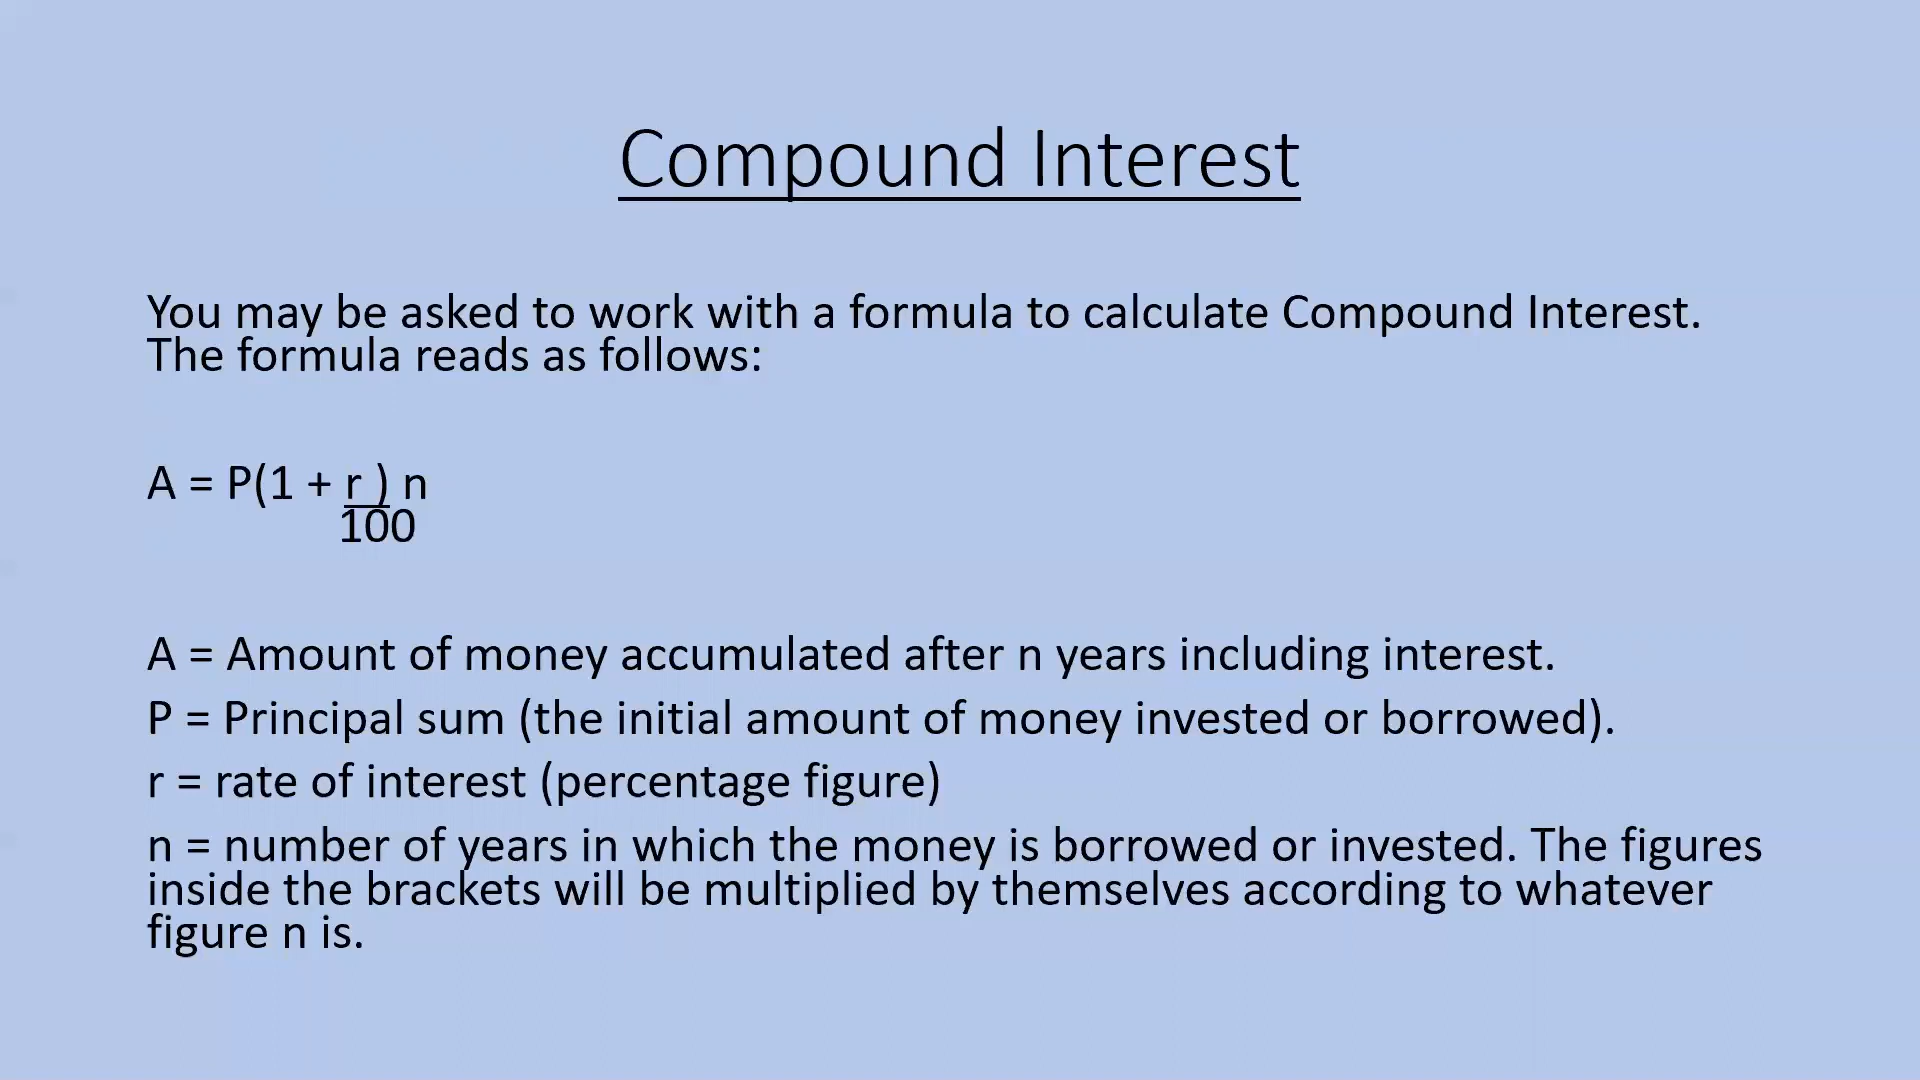 Compound Interest
You may be asked to work with a formula to calculate Compound Interest.
The formula reads as follows:
A = P(1 + r ) n
100
A = Amount of money accumulated after n years including interest.
P = Principal sum (the initial amount of money invested or borrowed).
r = rate of interest (percentage figure)
n = number of years in which the money is borrowed or invested. The figures
inside the brackets will be multiplied by themselves according to whatever
figure n is.